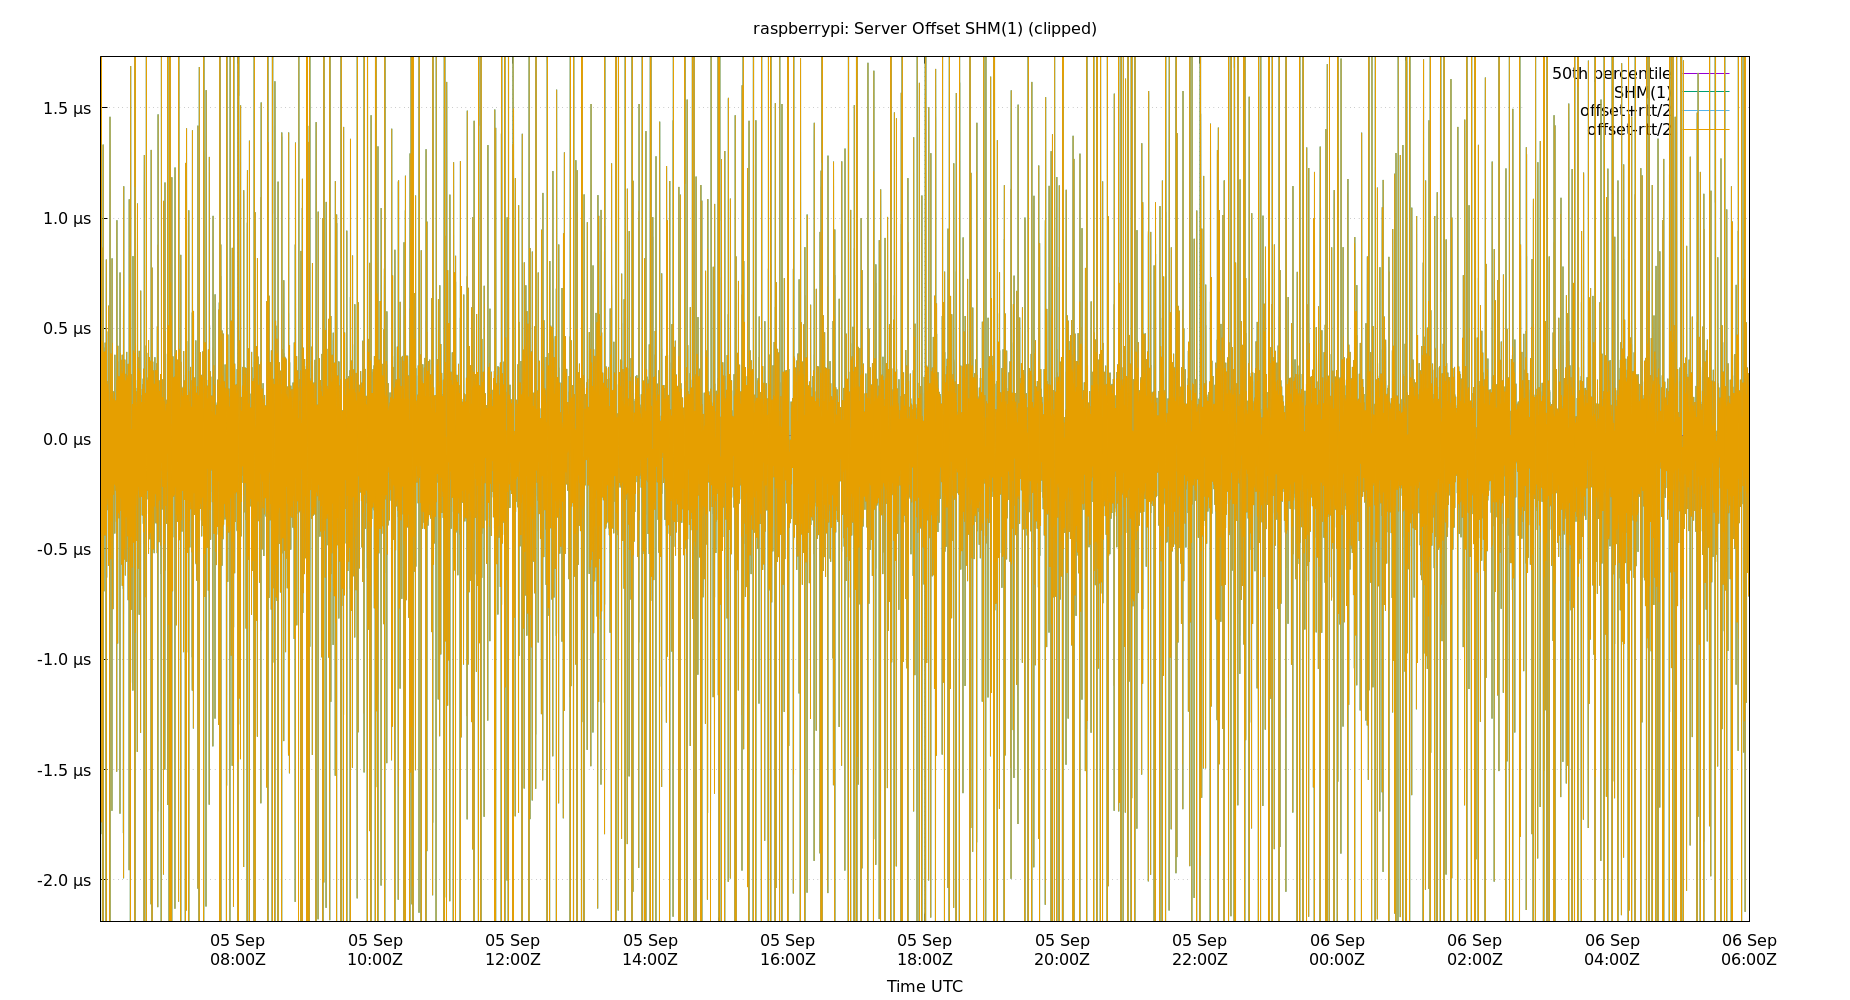 raspberrypi: Server Offset SHM(1) (clipped)
50th percentile
SHM(1)
offset+rtt/2
offset-rtt/2
1.5 µs
1.0 µs
0.5 µs
0.0 µs
-0.5 µs
-1.0 µs
-1.5 µs
-2.0 µs
05 Sep 05 Sep 05 Sep 05 Sep 05 Sep 05 Sep 05 Sep 05 Sep 06 Sep 06 Sep 06 Sep 06 Sep
08:00Z 10:00Z 12:00Z 14:00Z 16:00Z 18:00Z 20:00Z 22:00Z 00:00Z 02:00Z 04:00Z 06:00Z
Time UTC